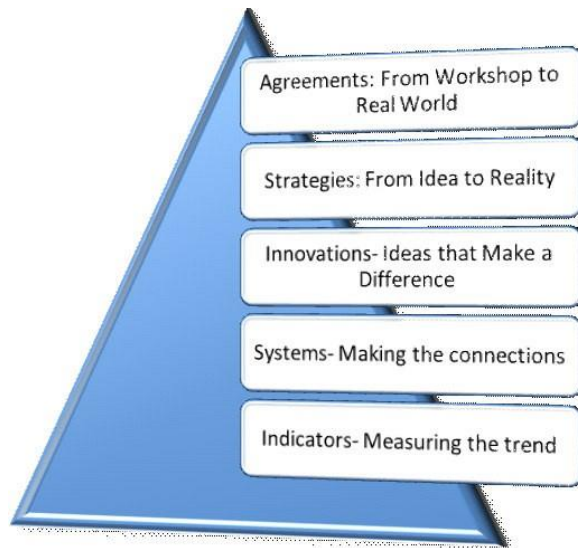 Agreements: From Workshop to
Real World
Strategies: From Idea to Reality
Innovations- Ideas that Make a
Difference
Systems- Making the connections
Indicators- Measuring the trend